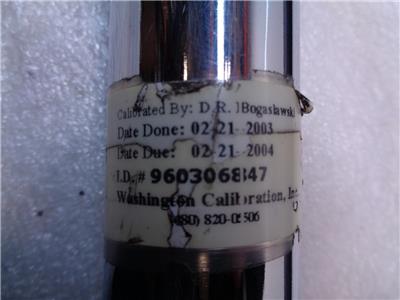 Calibrated By: D.R. Bogaslawski
Date Done: 02-21-2003
Date Due: 02-21-2004
I.D. # 960306847
Washington Calibration, Inc.
(480) 820-0506